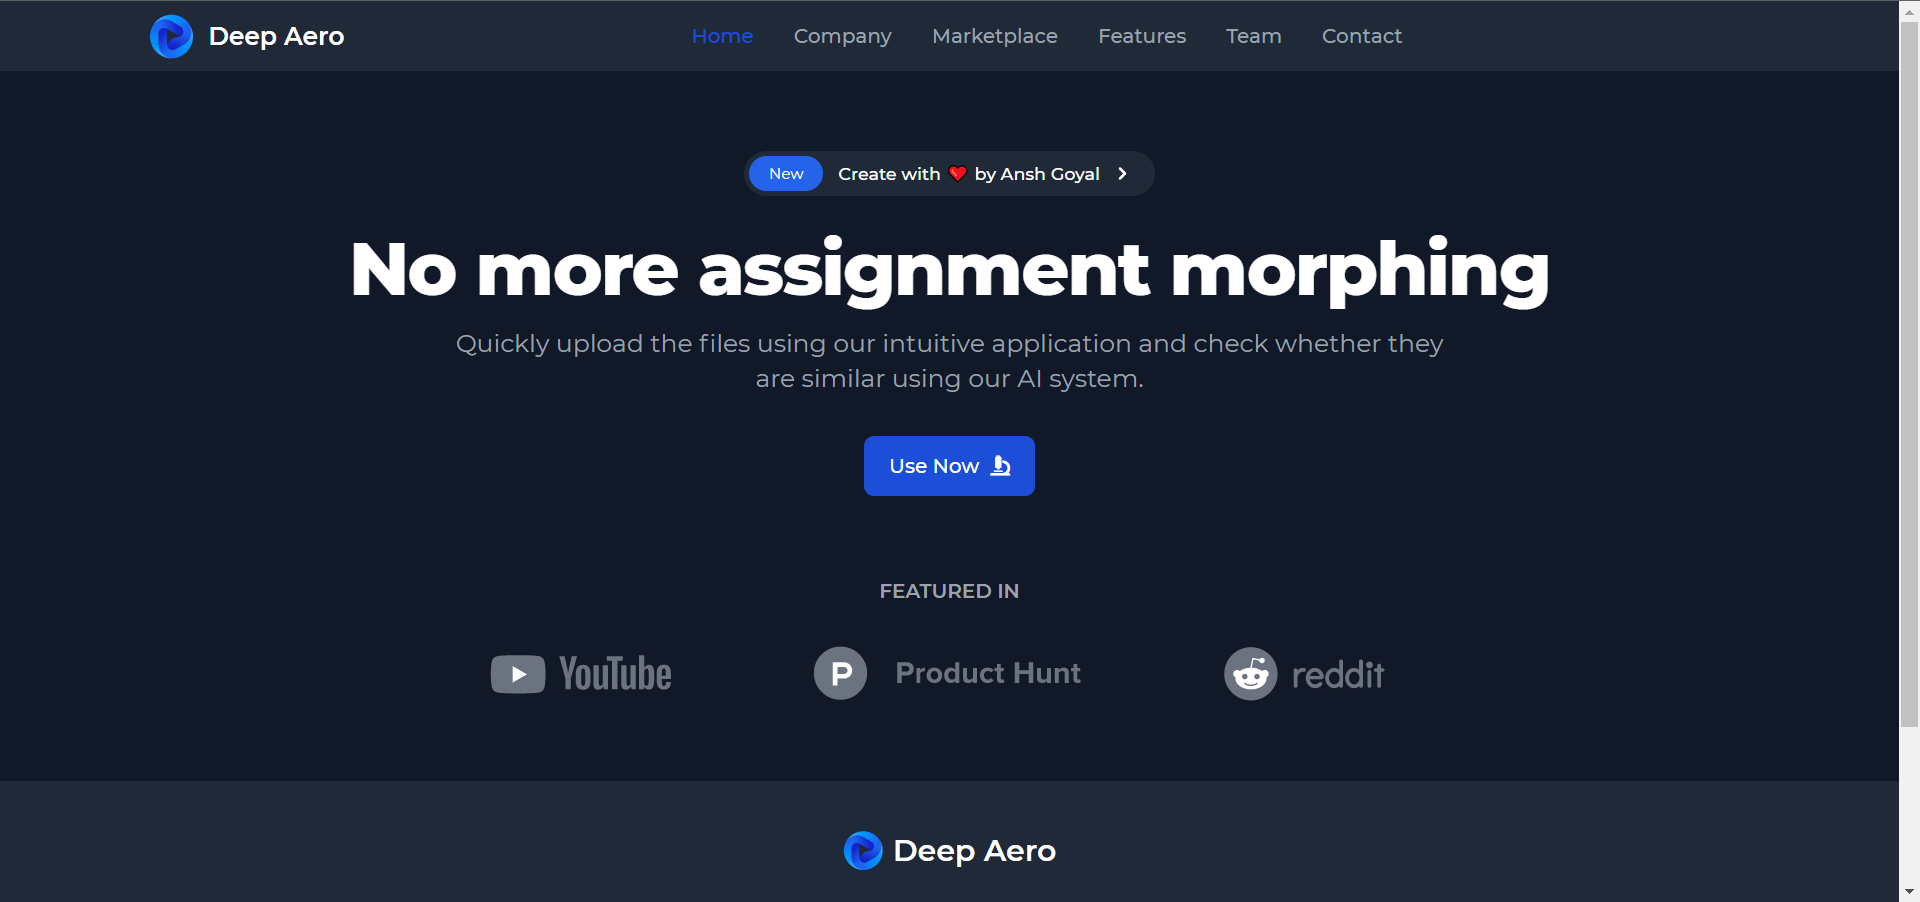 Deep Aero
Home Company Marketplace Features Team Contact
New Create with ❤️ by Ansh Goyal
No more assignment morphing
Quickly upload the files using our intuitive application and check whether they
are similar using our AI system.
Use Now
FEATURED IN
YouTube
P Product Hunt
reddit
Deep Aero